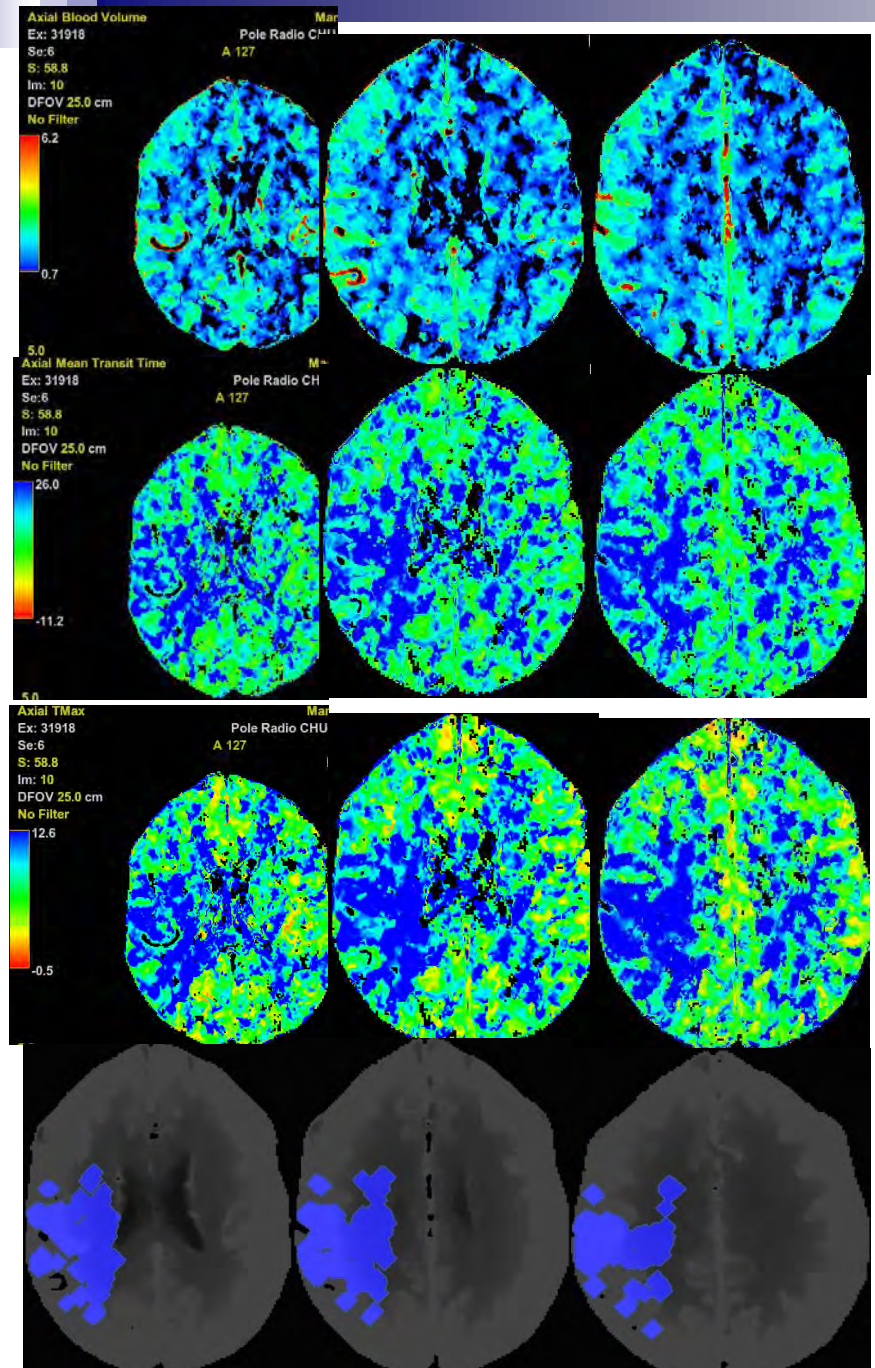 Axial Blood Volume Mar
Ex: 31918 Pole Radio CHU
Se:6 A 127
S: 58.8
Im: 10
DFOV 25.0 cm
No Filter
6.2
0.7
5.0
Axial Mean Transit Time Ma
Ex: 31918 Pole Radio CH
Se:6 A 127
S: 58.8
Im: 10
DFOV 25.0 cm
No Filter
26.0
-11.2
5.0
Axial TMax Mar
Ex: 31918 Pole Radio CHU
Se:6 A 127
S: 58.8
Im: 10
DFOV 25.0 cm
No Filter
12.6
-0.5